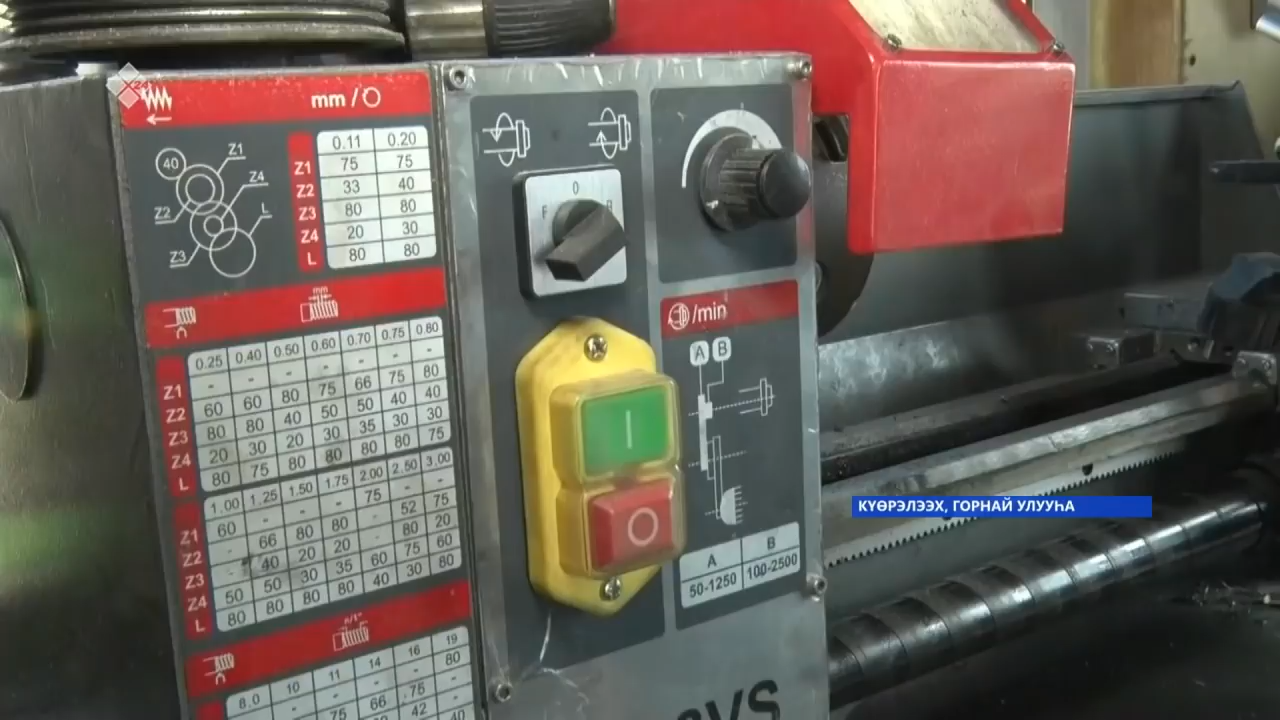 mm / O
40
Z1
Z4
Z2
L
Z3
0.11 0.20
Z1 75 75
Z2 33 40
Z3 80 80
Z4 20 30
L 80 80
mm
0.25 0.40 0.50 0.60 0.70 0.75 0.80
Z1 - - - - - - -
Z2 60 60 80 75 66 75 80
Z3 80 80 40 50 50 40 40
Z4 20 30 20 30 35 30 30
L 80 75 80 80 80 80 75
1.00 1.25 1.50 1.75 2.00 2.50 3.00
Z1 60 - - - 75 - -
Z2 - 66 80 80 - 52 75
Z3 - 40 20 20 - 20 20
Z4 50 50 30 35 60 75 60
L 80 80 80 80 40 30 80
n/1"
8.0 10 11 14 16 19
80
75 66 75
42 40
O
F R
I
O
/min
A B
A B
50-1250 100-2500
КҮӨРЭЛЭЭХ, ГОРНАЙ УЛУУҺА